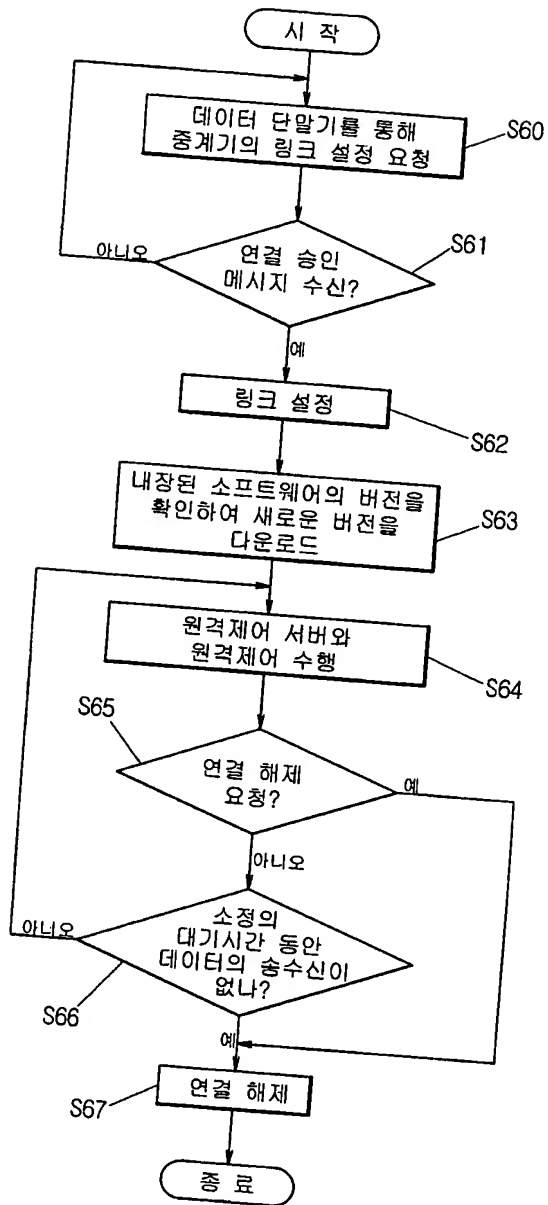 시 작
데이터 단말기를 통해
중계기의 링크 설정 요청
S60
연결 승인
메시지 수신?
S61
아니오
예
링크 설정
S62
내장된 소프트웨어의 버전을
확인하여 새로운 버전을
다운로드
S63
원격제어 서버와
원격제어 수행
S64
S65
연결 해제
요청?
예
아니오
소정의
대기시간 동안
데이터의 송수신이
없나?
아니오
S66
예
연결 해제
S67
종 료